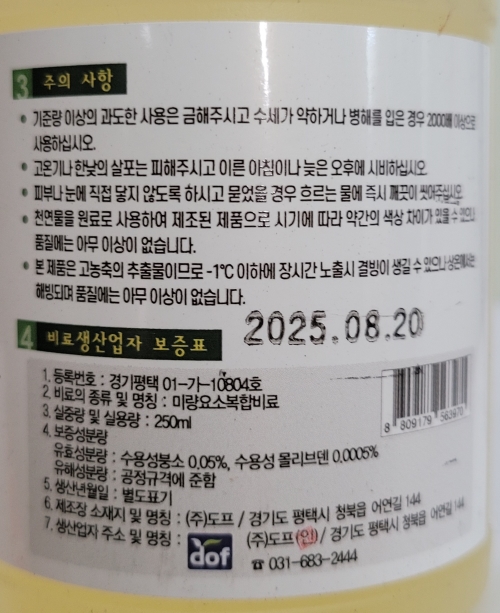 3 주의 사항
• 기준량 이상의 과도한 사용은 금해주시고 수세가 약하거나 병해를 입은 경우 2000배 이상으로
사용하십시오.
• 고온기나 한낮의 살포는 피해주시고 이른 아침이나 늦은 오후에 시비하십시오.
• 피부나 눈에 직접 닿지 않도록 하시고 묻었을 경우 흐르는 물에 즉시 깨끗이 씻어주십시오.
• 천연물을 원료로 사용하여 제조된 제품으로 시기에 따라 약간의 색상 차이가 있을 수 있으나
품질에는 아무 이상이 없습니다.
• 본 제품은 고농축의 추출물이므로 -1℃ 이하에 장시간 노출시 결빙이 생길 수 있으나 상온에서는
해빙되며 품질에는 아무 이상이 없습니다.
2025.08.20
4 비료생산업자 보증표
1. 등록번호 : 경기평택 01-가-10804호
2. 비료의 종류 및 명칭 : 미량요소복합비료
3. 실중량 및 실용량 : 250ml
4. 보증성분량
유효성분량 : 수용성붕소 0.05%, 수용성 몰리브덴 0.0005%
유해성분량 : 공정규격에 준함
5. 생산년월일 : 별도표기
6. 제조장 소재지 및 명칭 : (주)도프 / 경기도 평택시 청북읍 어연길 144
7. 생산업자 주소 및 명칭 : dof (주)도프(인) / 경기도 평택시 청북읍 어연길 144
☎ 031-683-2444
8 809179 563970